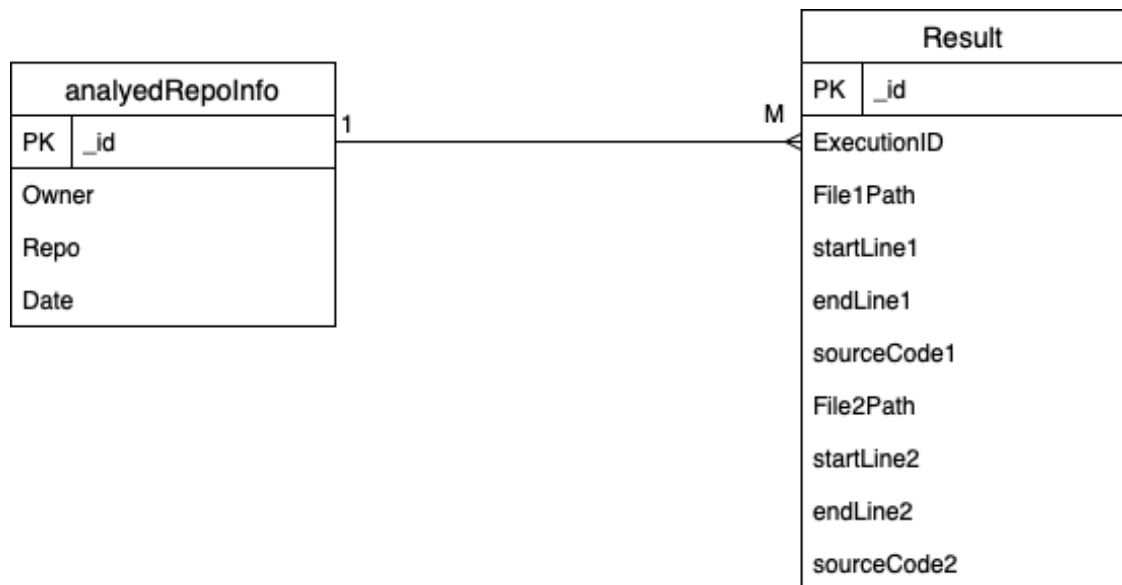 analyedRepoInfo
PK _id
Owner
Repo
Date
1
M
Result
PK _id
ExecutionID
File1Path
startLine1
endLine1
sourceCode1
File2Path
startLine2
endLine2
sourceCode2